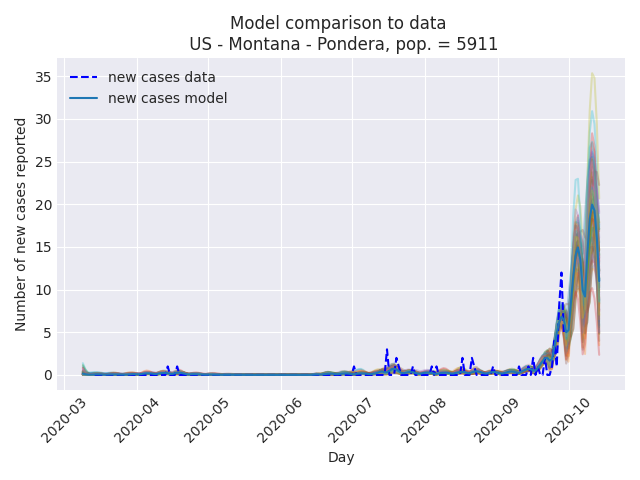 Model comparison to data
US - Montana - Pondera, pop. = 5911
new cases data
new cases model
Number of new cases reported
35
30
25
20
15
10
5
0
2020-03
2020-04
2020-05
2020-06
2020-07
2020-08
2020-09
2020-10
Day